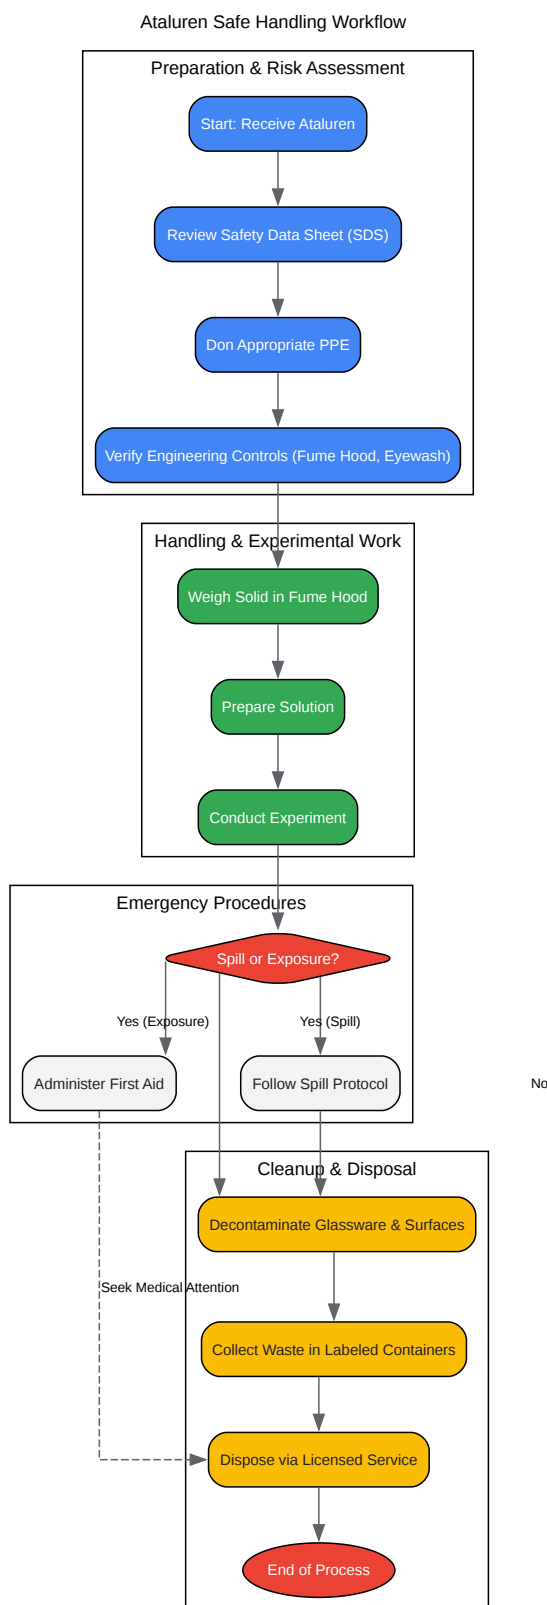 Ataluren Safe Handling Workflow
Preparation & Risk Assessment
Start: Receive Ataluren
Review Safety Data Sheet (SDS)
Don Appropriate PPE
Verify Engineering Controls (Fume Hood, Eyewash)
Handling & Experimental Work
Weigh Solid in Fume Hood
Prepare Solution
Conduct Experiment
Emergency Procedures
Spill or Exposure?
Yes (Exposure)
Yes (Spill)
Administer First Aid
Follow Spill Protocol
No
Cleanup & Disposal
Decontaminate Glassware & Surfaces
Seek Medical Attention
Collect Waste in Labeled Containers
Dispose via Licensed Service
End of Process